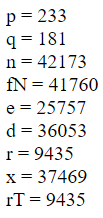 p = 233
q = 181
n = 42173
fN = 41760
e = 25757
d = 36053
r = 9435
x = 37469
rT = 9435